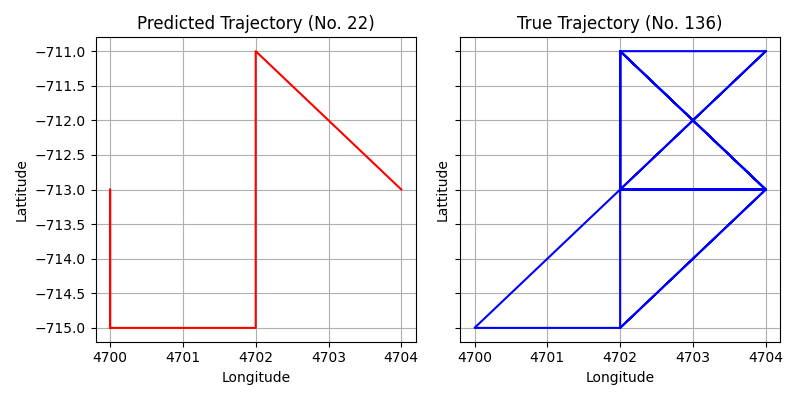 Predicted Trajectory (No. 22)
True Trajectory (No. 136)
−711.0
−711.5
−712.0
−712.5
−713.0
−713.5
−714.0
−714.5
−715.0
Lattitude
Lattitude
4700 4701 4702 4703 4704
4700 4701 4702 4703 4704
Longitude
Longitude